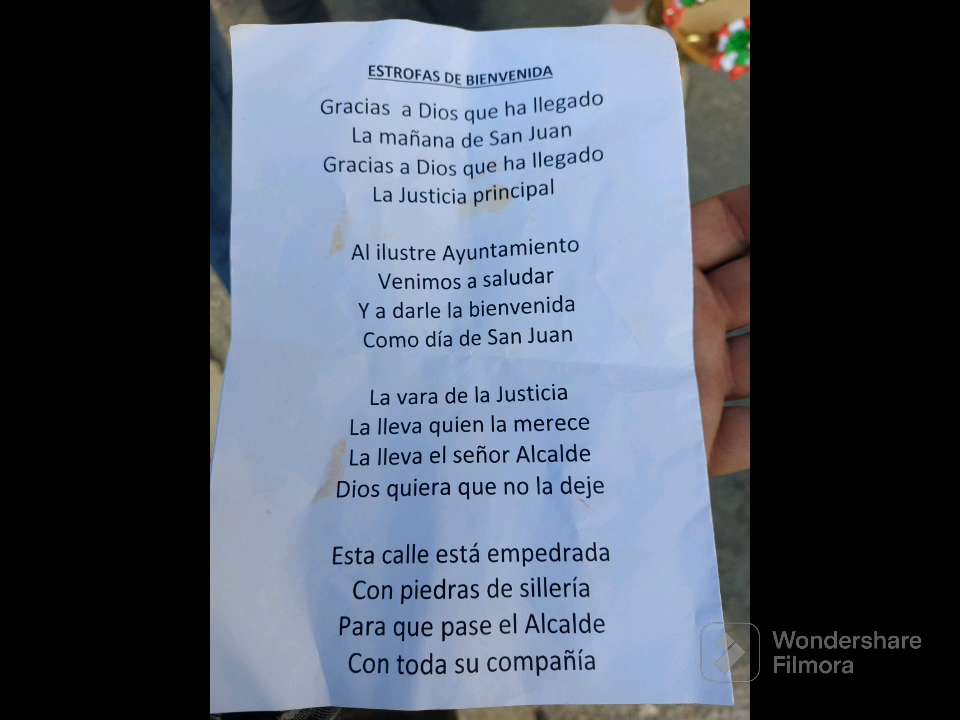 ESTROFAS DE BIENVENIDA
Gracias a Dios que ha llegado
La mañana de San Juan
Gracias a Dios que ha llegado
La Justicia principal
Al ilustre Ayuntamiento
Venimos a saludar
Y a darle la bienvenida
Como día de San Juan
La vara de la Justicia
La lleva quien la merece
La lleva el señor Alcalde
Dios quiera que no la deje
Esta calle está empedrada
Con piedras de sillería
Para que pase el Alcalde
Con toda su compañía
Wondershare
Filmora